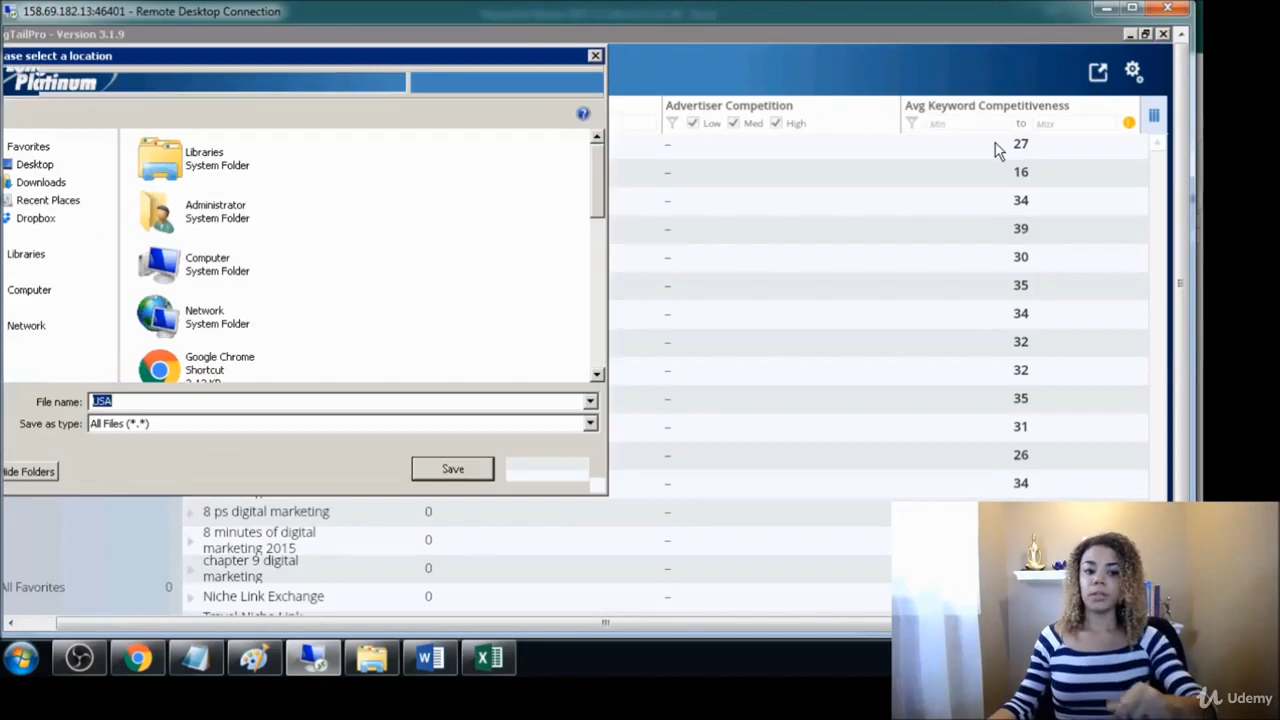 158.69.182.13:46401 - Remote Desktop Connection
gTailPro - Version 3.1.9
ase select a location
Platinum
Favorites
Desktop
Downloads
Recent Places
Dropbox
Libraries
Computer
Network
Libraries
System Folder
Administrator
System Folder
Computer
System Folder
Network
System Folder
Google Chrome
Shortcut
File name: USA
Save as type: All Files (*.*)
Hide Folders
Save
Advertiser Competition
Low Med High
Avg Keyword Competitiveness
Min to Max
– 27
– 16
– 34
– 39
– 30
– 35
– 34
– 32
– 32
– 35
– 31
– 26
– 34
8 ps digital marketing 0 –
8 minutes of digital
marketing 2015 0 –
chapter 9 digital
marketing 0 –
Niche Link Exchange 0 –
All Favorites 0
Udemy